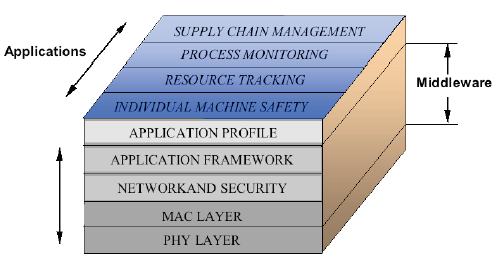 SUPPLY CHAIN MANAGEMENT
Applications
PROCESS MONITORING
RESOURCE TRACKING
Middleware
INDIVIDUAL MACHINE SAFETY
APPLICATION PROFILE
APPLICATION FRAMEWORK
NETWORKAND SECURITY
MAC LAYER
PHY LAYER